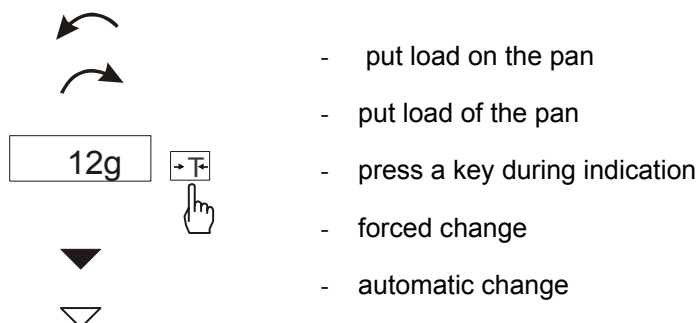 - put load on the pan
- put load of the pan
12g →T← - press a key during indication
- forced change
- automatic change